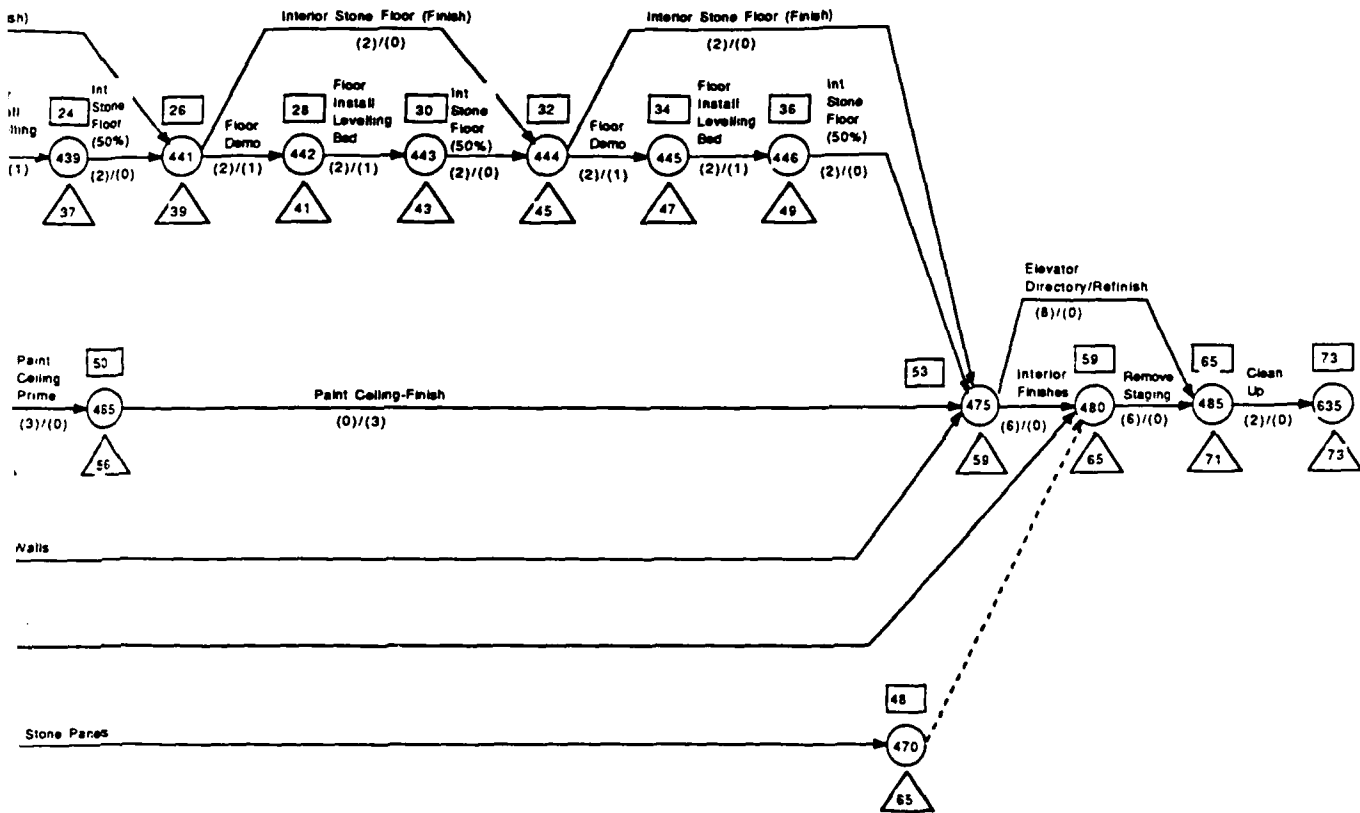 sh)
Interior Stone Floor (Finish)
(2)/(0)
Interior Stone Floor (Finish)
(2)/(0)
24
Int
Stone
Floor
(50%)
26
28
Floor
Install
Levelling
Bed
30
Int
Stone
Floor
(50%)
32
34
Floor
Install
Levelling
Bed
36
Int
Stone
Floor
(50%)
all
lling
(1)
439
(2)/(0)
441
Floor
Demo
(2)/(1)
442
(2)/(1)
443
(2)/(0)
444
Floor
Demo
(2)/(1)
445
(2)/(1)
446
(2)/(0)
37
39
41
43
45
47
49
Elevator
Directory/Refinish
(8)/(0)
Paint
Ceiling
Prime
(3)/(0)
50
465
56
Paint Ceiling-Finish
(0)/(3)
53
475
59
Interior
Finishes
(6)/(0)
59
480
65
Remove
Staging
(6)/(0)
65
485
71
Clean
Up
(2)/(0)
73
635
73
Walls
48
Stone Panes
470
65